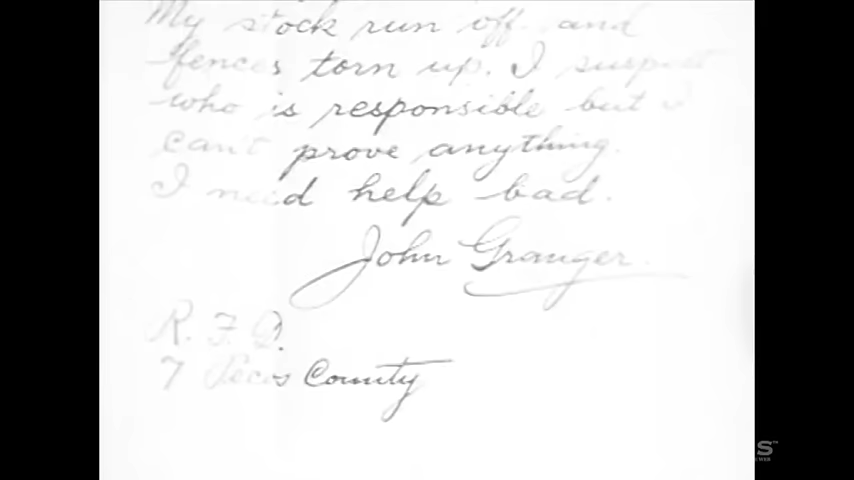 My stock run off and
fences torn up. I suspect
who is responsible but I
can't prove anything.
I need help bad.
John Granger.
R. F. D.
7 Pecos County
S™